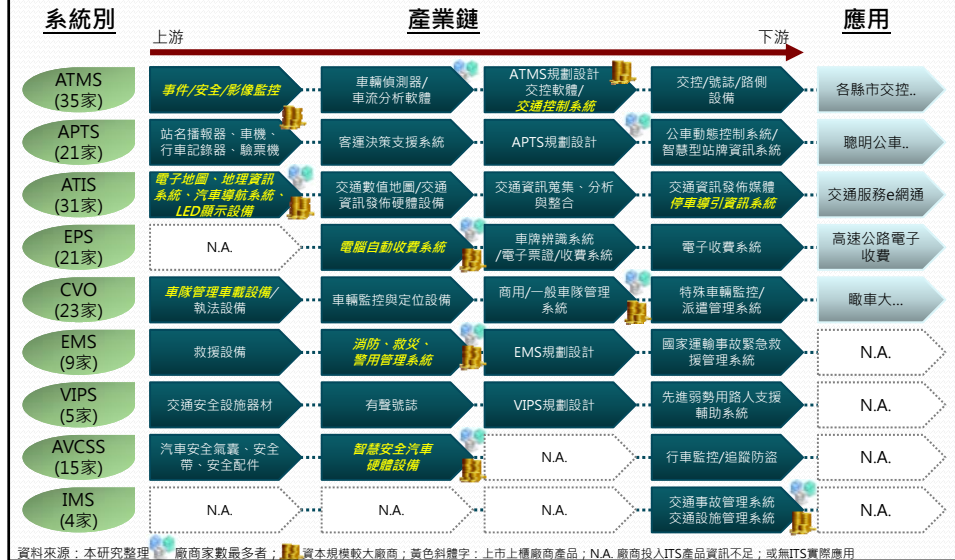 系統別
產業鏈
應用
上游
下游
ATMS
(35家)
事件/安全/影像監控
車輛偵測器/
車流分析軟體
ATMS規劃設計
交控軟體/
交通控制系統
交控/號誌/路側
設備
各縣市交控..
APTS
(21家)
站名播報器、車機、
行車記錄器、驗票機
客運決策支援系統
APTS規劃設計
公車動態控制系統/
智慧型站牌資訊系統
聰明公車..
ATIS
(31家)
電子地圖、地理資訊
系統、汽車導航系統、
LED顯示設備
交通數值地圖/交通
資訊發佈硬體設備
交通資訊蒐集、分析
與整合
交通資訊發佈媒體
停車導引資訊系統
交通服務e網通
EPS
(21家)
N.A.
電腦自動收費系統
車牌辨識系統
/電子票證/收費系統
電子收費系統
高速公路電子
收費
CVO
(23家)
車隊管理車載設備/
執法設備
車輛監控與定位設備
商用/一般車隊管理
系統
特殊車輛監控/
派遣管理系統
瞰車大...
EMS
(9家)
救援設備
消防、救災、
警用管理系統
EMS規劃設計
國家運輸事故緊急救
援管理系統
N.A.
VIPS
(5家)
交通安全設施器材
有聲號誌
VIPS規劃設計
先進弱勢用路人支援
輔助系統
N.A.
AVCSS
(15家)
汽車安全氣囊、安全
帶、安全配件
智慧安全汽車
硬體設備
N.A.
行車監控/追蹤防盜
N.A.
IMS
(4家)
N.A.
N.A.
N.A.
交通事故管理系統
交通設施管理系統
N.A.
資料來源：本研究整理 廠商家數最多者； 資本規模較大廠商；黃色斜體字：上市上櫃廠商產品；N.A. 廠商投入ITS產品資訊不足；或無ITS實際應用